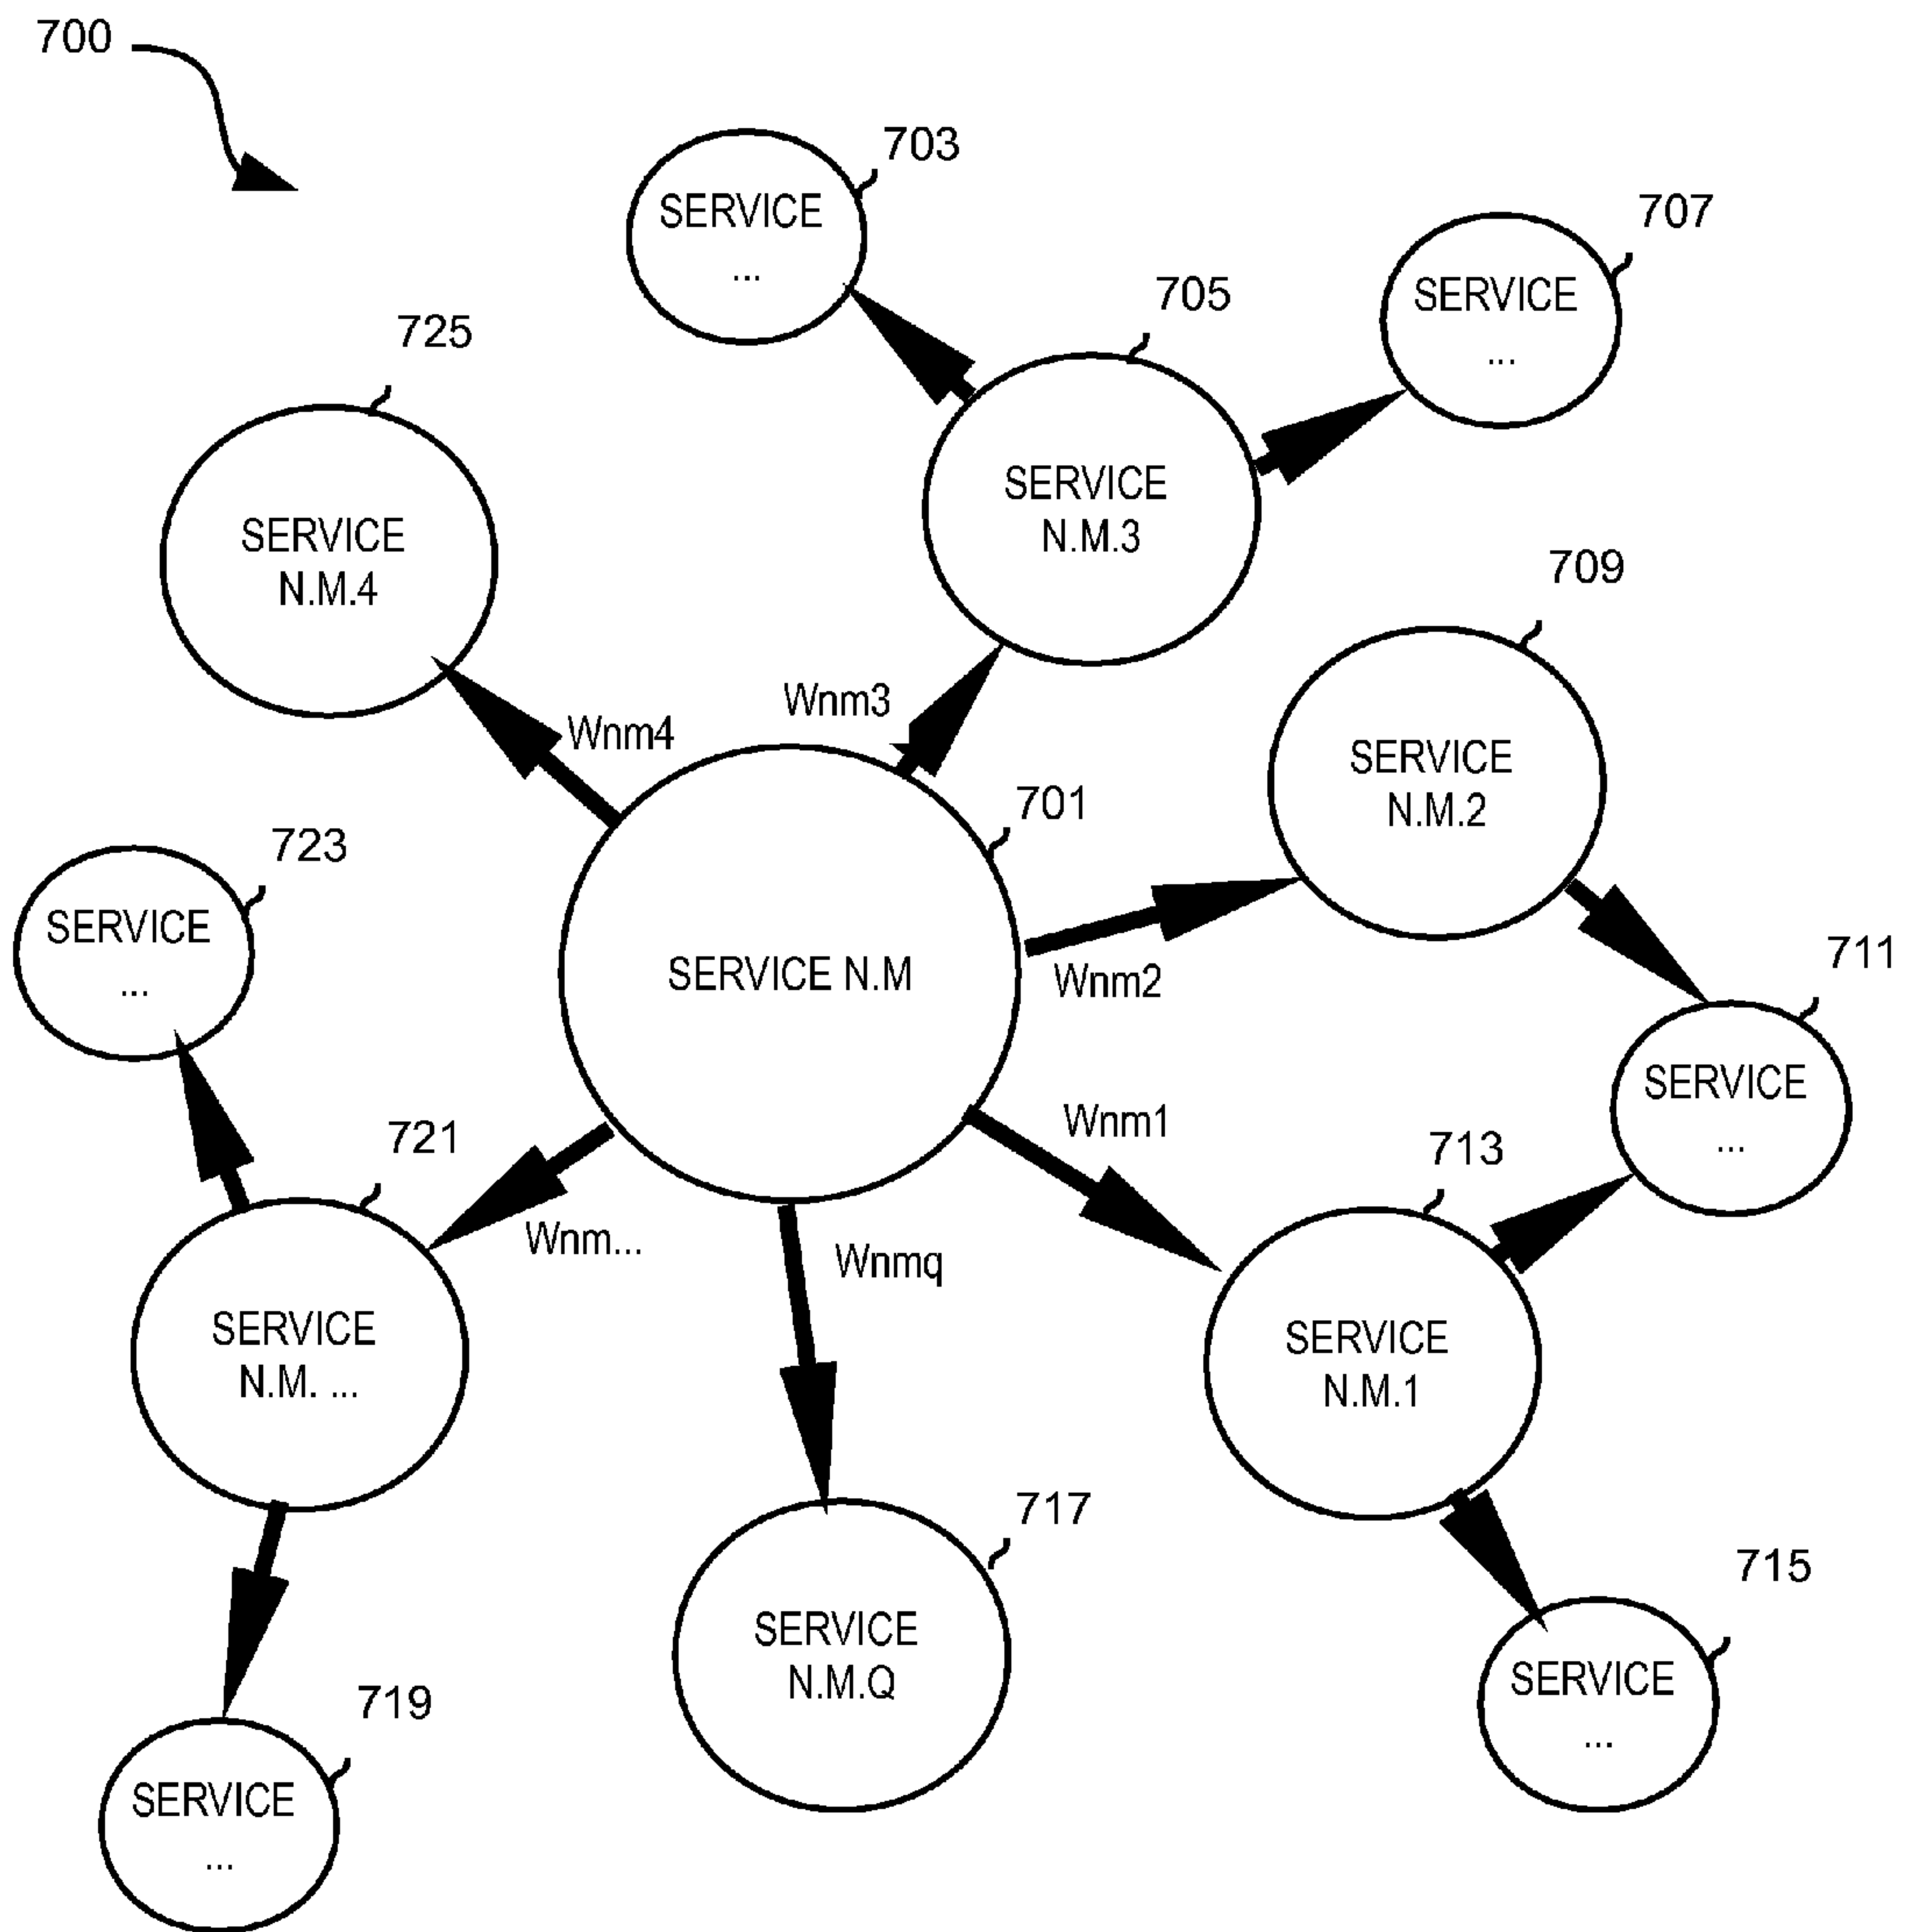 700
703
SERVICE
...
707
SERVICE
...
705
SERVICE
N.M.3
725
SERVICE
N.M.4
709
SERVICE
N.M.2
Wnm3
Wnm4
701
SERVICE N.M
Wnm2
723
SERVICE
...
711
SERVICE
...
Wnm1
713
SERVICE
N.M.1
721
SERVICE
N.M. ...
Wnm...
Wnmq
717
SERVICE
N.M.Q
715
SERVICE
...
719
SERVICE
...